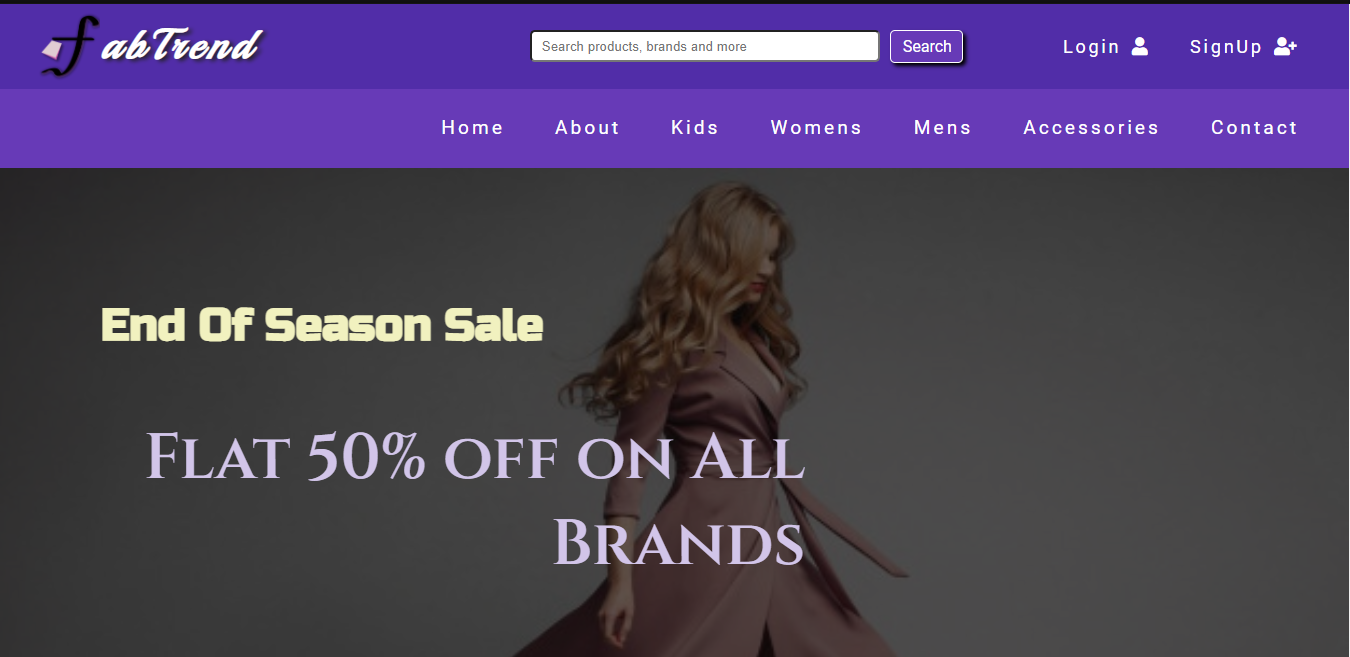 fabTrend
Search products, brands and more
Search
Login
SignUp
Home About Kids Womens Mens Accessories Contact
End Of Season Sale
Flat 50% off on All
Brands